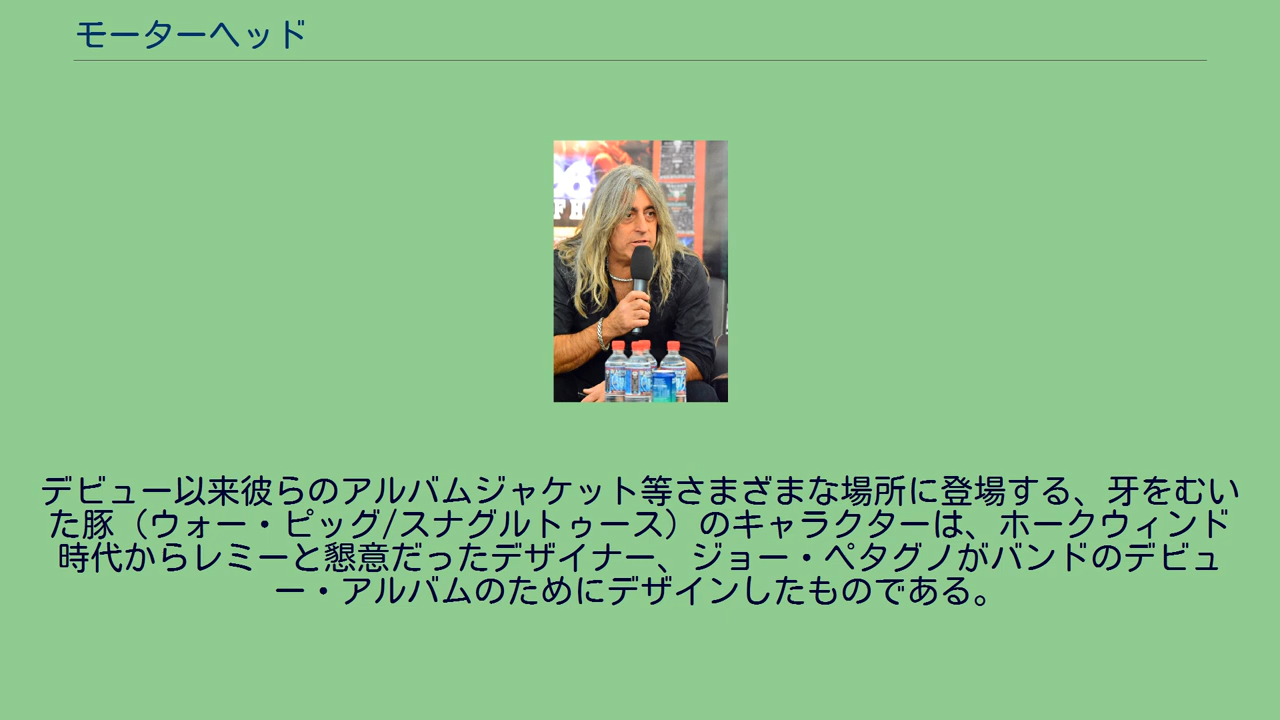 モーターヘッド
デビュー以来彼らのアルバムジャケット等さまざまな場所に登場する、牙をむい
た豚（ウォー・ピッグ/スナグルトゥース）のキャラクターは、ホークウィンド
時代からレミーと懇意だったデザイナー、ジョー・ペタグノがバンドのデビュ
ー・アルバムのためにデザインしたものである。